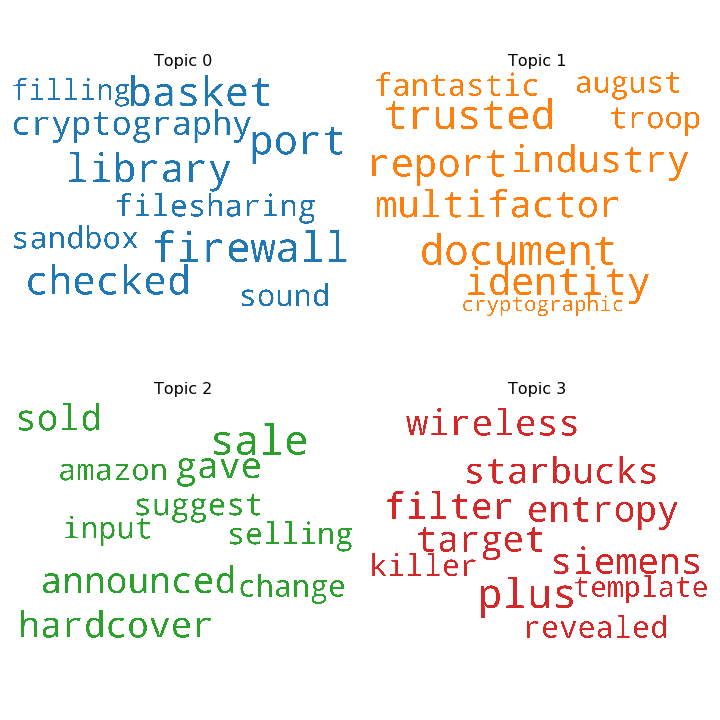 Topic 0
filling basket
cryptography
port
library
filesharing
sandbox firewall
checked
sound
Topic 1
fantastic august
trusted troop
report industry
multifactor
document
identity
cryptographic
Topic 2
sold
sale
amazon gave
suggest
input selling
announced change
hardcover
Topic 3
wireless
starbucks
filter entropy
target
killer siemens
plus template
revealed